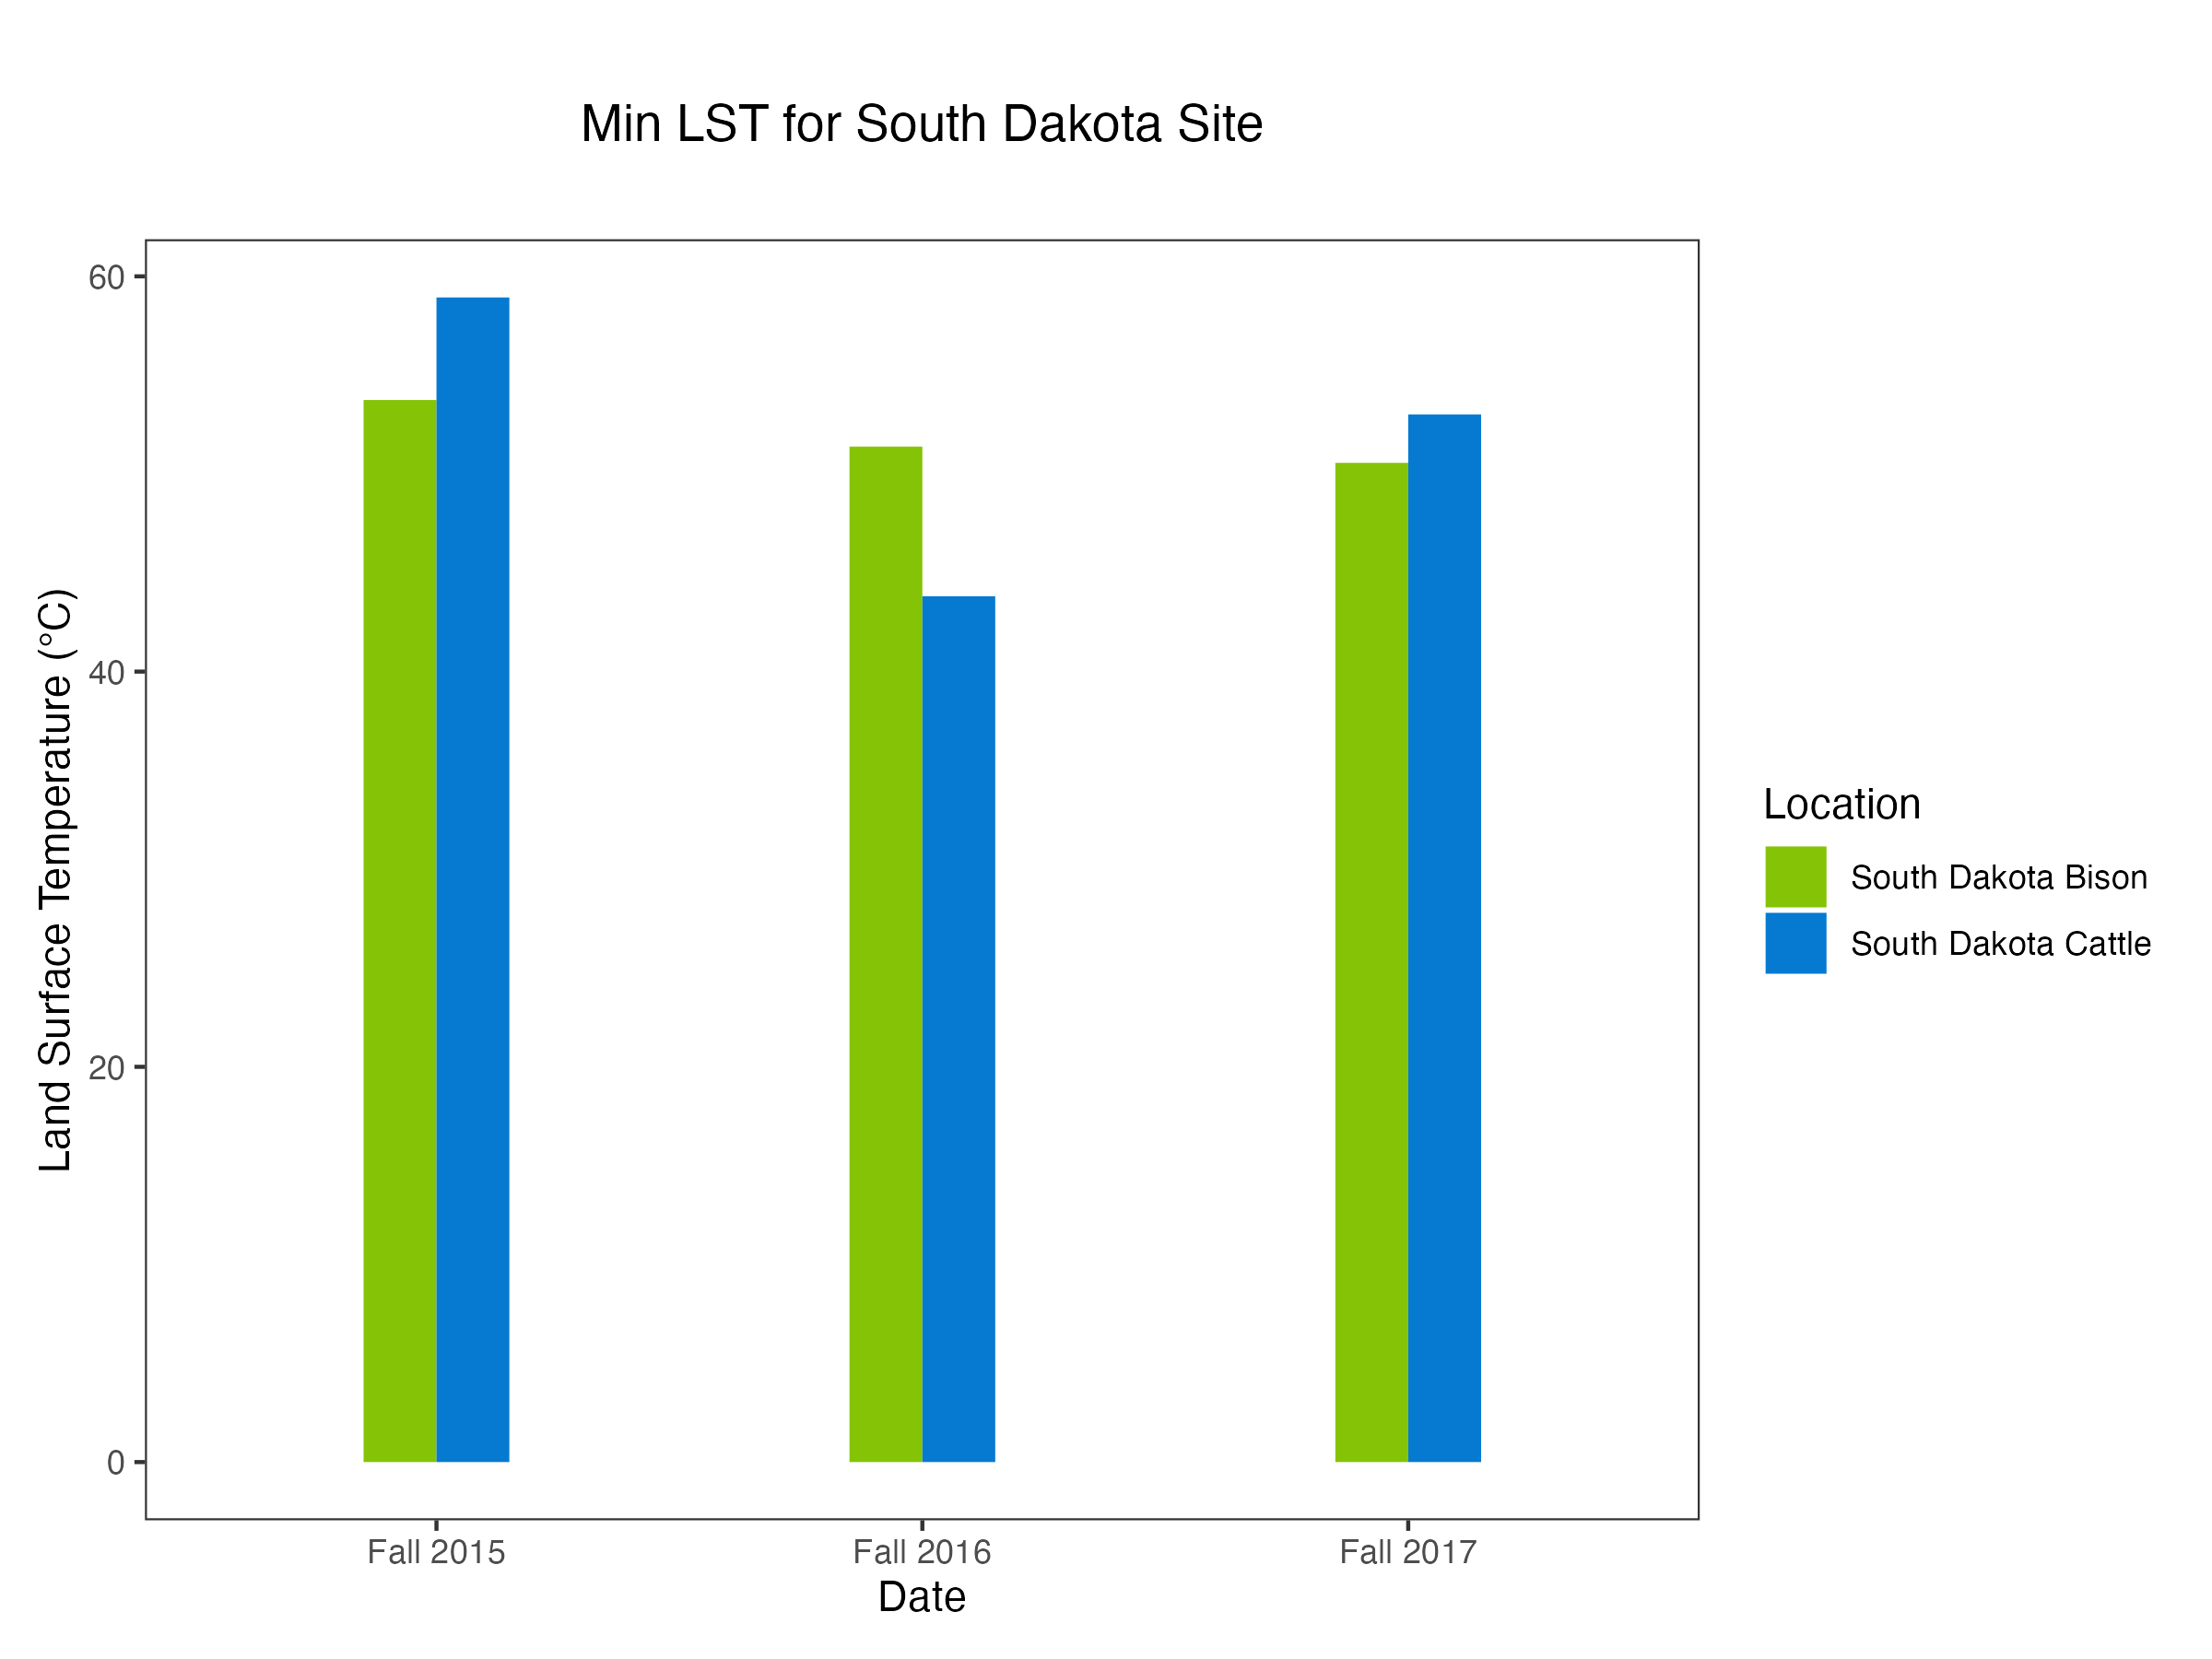 Min LST for South Dakota Site
Land Surface Temperature (°C)
60
40
20
0
Fall 2015
Fall 2016
Fall 2017
Date
Location
South Dakota Bison
South Dakota Cattle